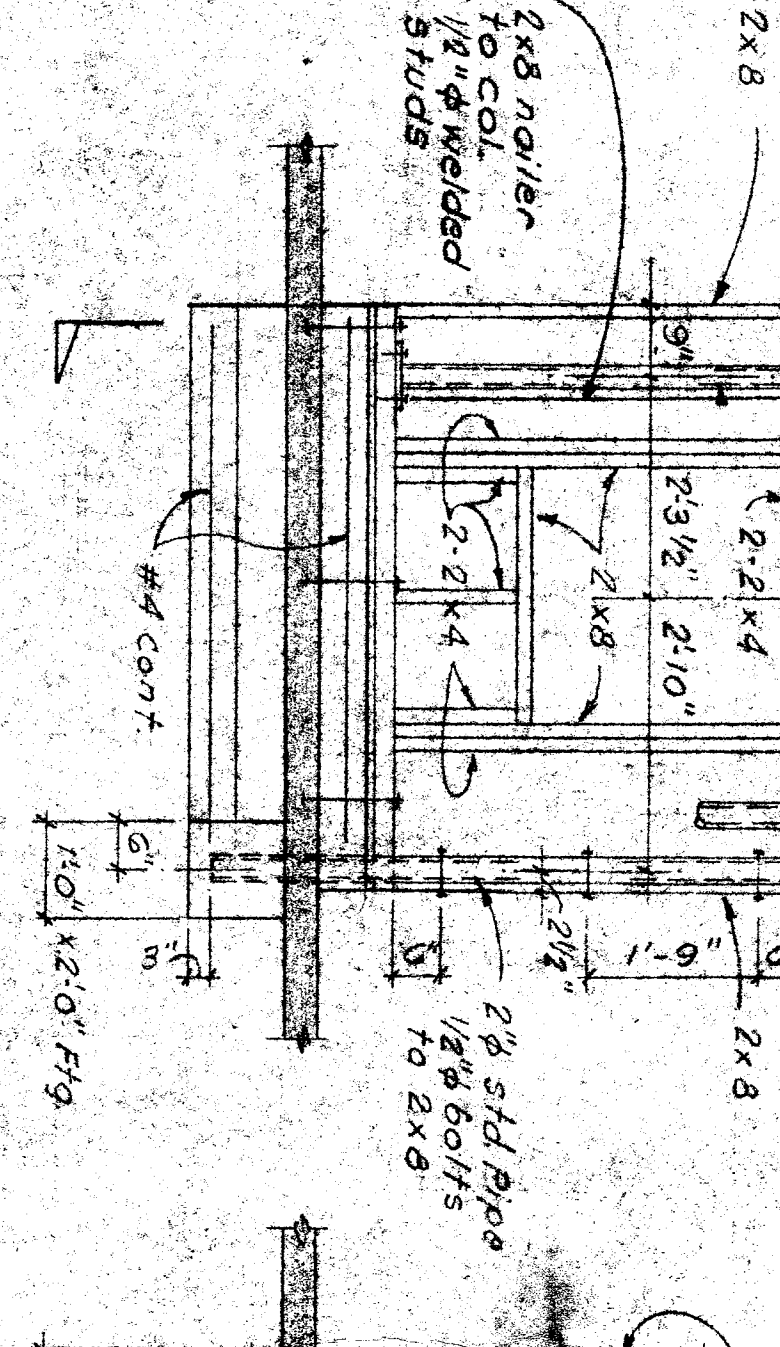 2x8
2x8 nailer
to col.
1/2"φ welded
studs
9"
2'3 1/2"
2'10"
2-2x4
2x8
2-2x4
#4 cont.
6"
1'-0" x 2'-0" Ftg.
3"
2 1/2"
1'-9"
2x8
2"φ std. Pipe
1/2"φ bolts
to 2x8